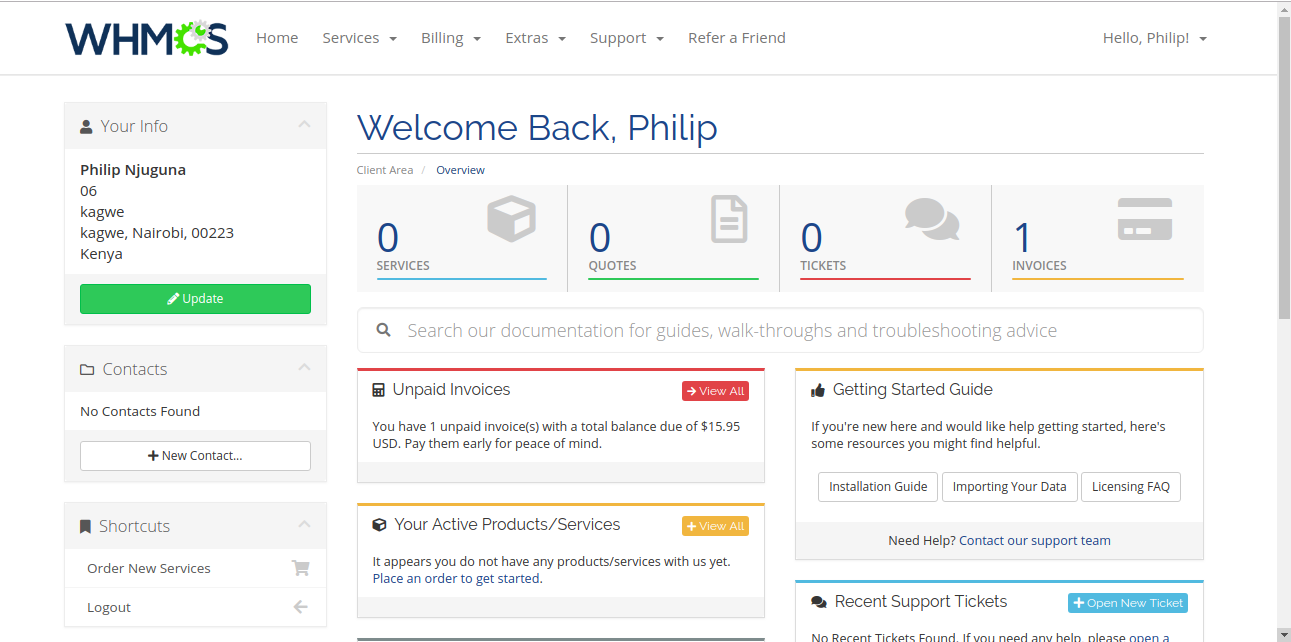 WHMCS
Home Services Billing Extras Support Refer a Friend Hello, Philip!
Your Info
Philip Njuguna
06
kagwe
kagwe, Nairobi, 00223
Kenya
Update
Contacts
No Contacts Found
New Contact...
Shortcuts
Order New Services
Logout
Welcome Back, Philip
Client Area / Overview
0
SERVICES
0
QUOTES
0
TICKETS
1
INVOICES
Search our documentation for guides, walk-throughs and troubleshooting advice
Unpaid Invoices View All
You have 1 unpaid invoice(s) with a total balance due of $15.95
USD. Pay them early for peace of mind.
Your Active Products/Services View All
It appears you do not have any products/services with us yet.
Place an order to get started.
Getting Started Guide
If you're new here and would like help getting started, here's
some resources you might find helpful.
Installation Guide Importing Your Data Licensing FAQ
Need Help? Contact our support team
Recent Support Tickets Open New Ticket
No Recent Tickets Found. If you need any help, please open a